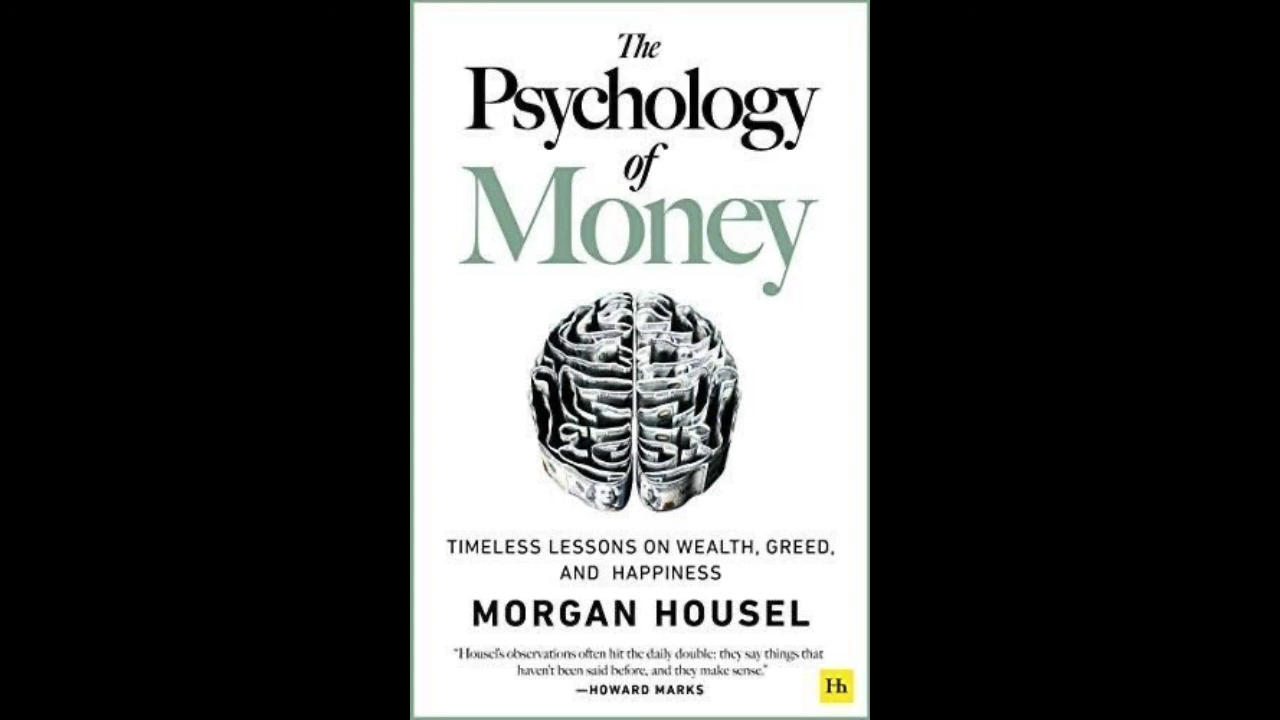 The
Psychology
of
Money
TIMELESS LESSONS ON WEALTH, GREED,
AND HAPPINESS
MORGAN HOUSEL
“Housel’s observations often hit the daily double: they say things that
haven’t been said before, and they make sense.”
—HOWARD MARKS
Hh